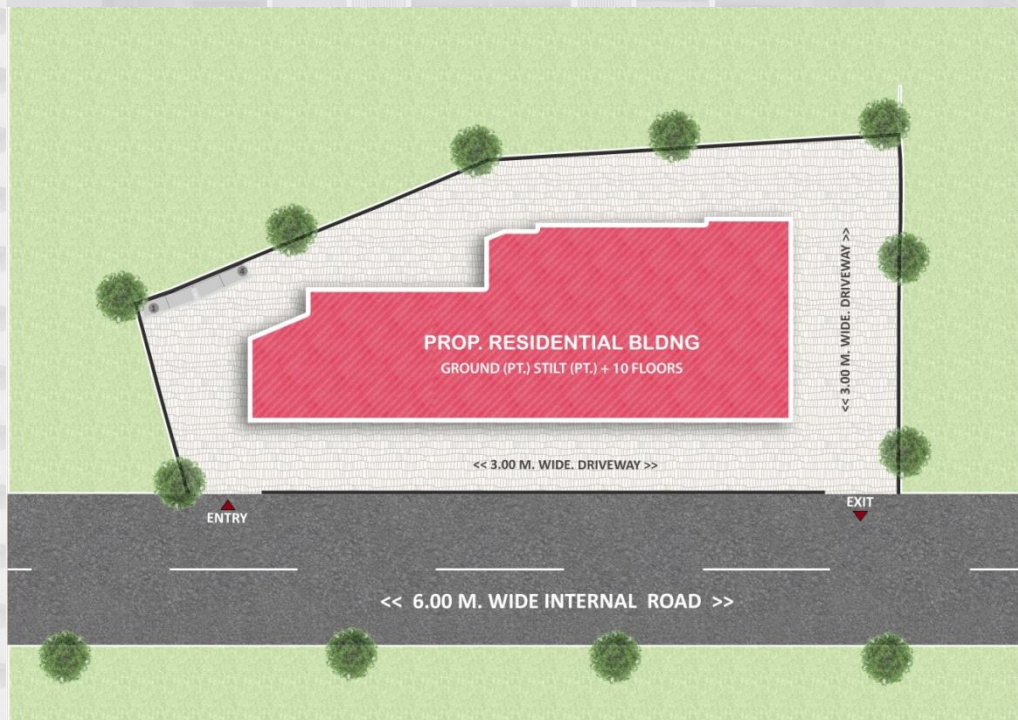 PROP. RESIDENTIAL BLDNG
GROUND (PT.) STILT (PT.) + 10 FLOORS
<< 3.00 M. WIDE. DRIVEWAY >>
<< 3.00 M. WIDE. DRIVEWAY >>
ENTRY
EXIT
<< 6.00 M. WIDE INTERNAL ROAD >>